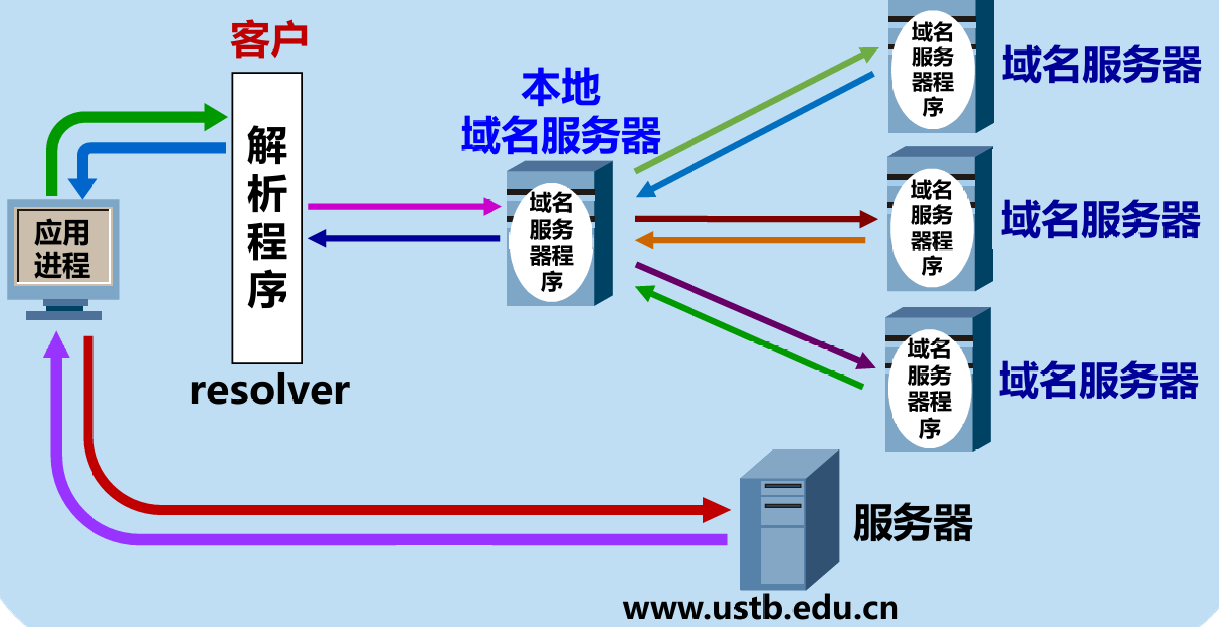 客户
解
析
程
序
resolver
应用
进程
本地
域名服务器
域名
服务
器程
序
域名
服务
器程
序
域名服务器
域名
服务
器程
序
域名服务器
域名
服务
器程
序
域名服务器
服务器
www.ustb.edu.cn